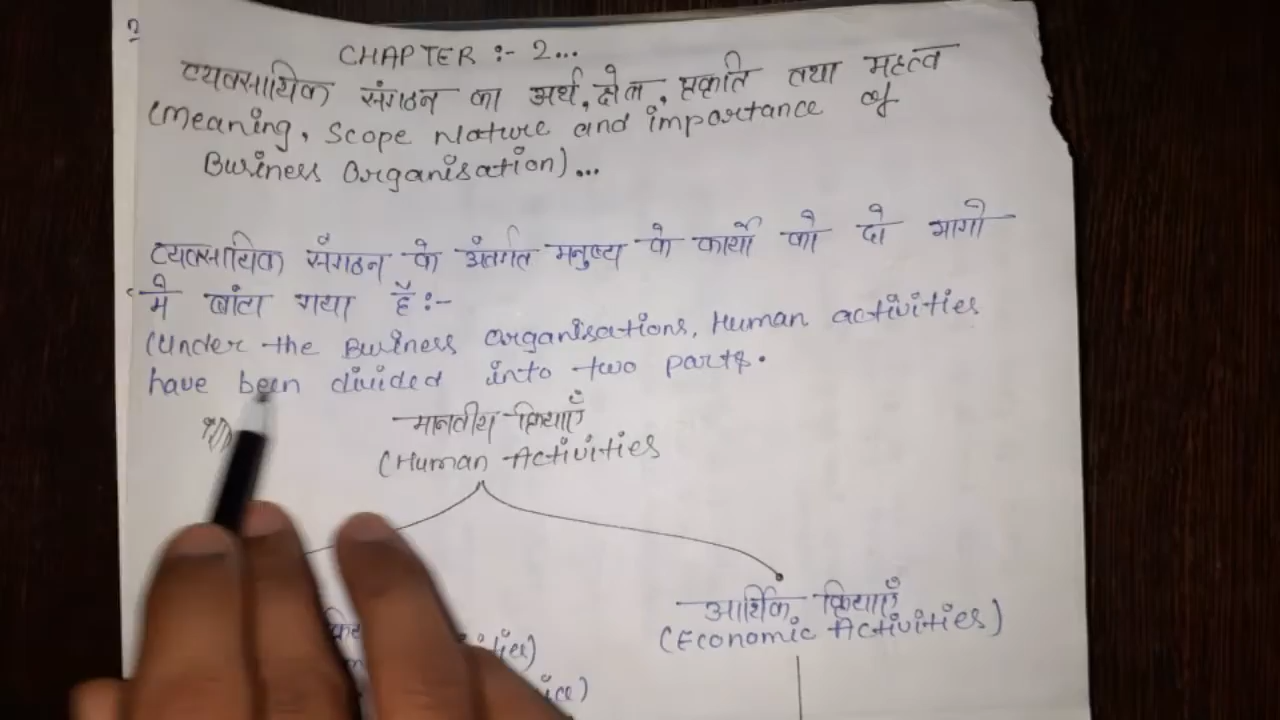 2
CHAPTER :- 2...
व्यवसायिक संगठन का अर्थ, क्षेत्र, प्रकृति तथा महत्व
(Meaning, Scope Nature and importance of
Business Organisation)...
व्यवसायिक संगठन के अंतर्गत मनुष्य के कार्यो को दो भागो
मे बांटा गया है :-
(Under the Business Organisations, Human activities
have been divided into two parts.
मानवीय क्रियाएँ
(Human Activities
आर्थिक क्रियाएँ
(Economic Activities)